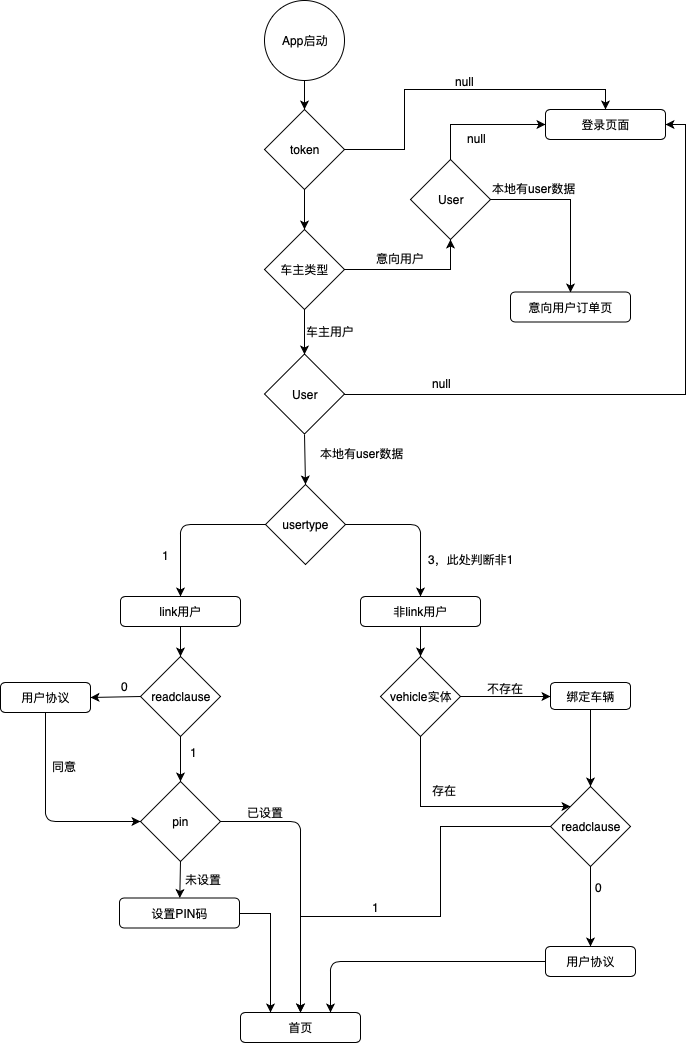 App启动
null
登录页面
token
null
User
本地有user数据
车主类型
意向用户
意向用户订单页
车主用户
User
null
本地有user数据
usertype
1
3，此处判断非1
link用户
非link用户
用户协议
0
readclause
vehicle实体
不存在
绑定车辆
1
同意
存在
pin
已设置
readclause
未设置
0
设置PIN码
1
用户协议
首页